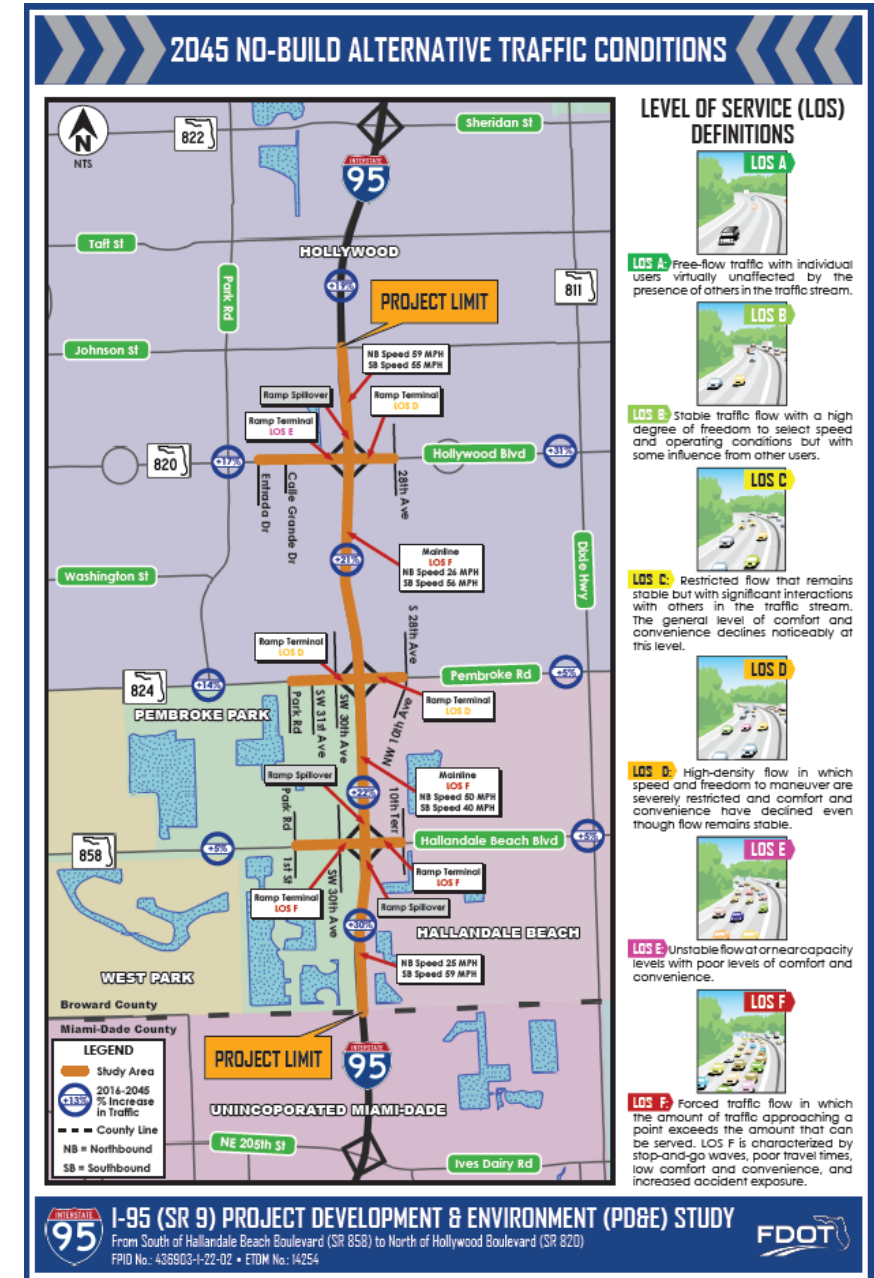 2045 NO-BUILD ALTERNATIVE TRAFFIC CONDITIONS
N
NTS
822
Sheridan St
INTERSTATE
95
Taft St
HOLLYWOOD
Park Rd
+19%
811
PROJECT LIMIT
Johnson St
NB Speed 59 MPH
SB Speed 55 MPH
Ramp Spillover
Ramp Terminal
LOS D
Ramp Terminal
LOS E
820
+17%
Hollywood Blvd
+31%
Entrada Dr
Calle Grande Dr
28th Ave
Mainline
LOS F
NB Speed 26 MPH
SB Speed 56 MPH
+21%
Washington St
Dixie Hwy
S 28th Ave
Ramp Terminal
LOS D
824
+14%
Pembroke Rd
+5%
PEMBROKE PARK
Park Rd
SW 31st Ave
SW 30th Ave
NW 10th Ave
Ramp Terminal
LOS D
Ramp Spillover
Mainline
LOS F
NB Speed 50 MPH
SB Speed 40 MPH
Park Rd
+22%
10th Terr
858
+5%
Hallandale Beach Blvd
+5%
1st St
SW 30th Ave
Ramp Terminal
LOS F
Ramp Terminal
LOS F
Ramp Spillover
+30%
HALLANDALE BEACH
NB Speed 25 MPH
SB Speed 59 MPH
WEST PARK
Broward County
Miami-Dade County
PROJECT LIMIT
INTERSTATE
95
UNINCOPORATED MIAMI-DADE
NE 205th St
Ives Dairy Rd
LEGEND
Study Area
+13%
2016-2045
% Increase
in Traffic
County Line
NB = Northbound
SB = Southbound
LEVEL OF SERVICE (LOS)
DEFINITIONS
LOS A
LOS A: Free-flow traffic with individual
users virtually unaffected by the
presence of others in the traffic stream.
LOS B
LOS B: Stable traffic flow with a high
degree of freedom to select speed
and operating conditions but with
some influence from other users.
LOS C
LOS C: Restricted flow that remains
stable but with significant interactions
with others in the traffic stream.
The general level of comfort and
convenience declines noticeably at
this level.
LOS D
LOS D: High-density flow in which
speed and freedom to maneuver are
severely restricted and comfort and
convenience have declined even
though flow remains stable.
LOS E
LOS E: Unstable flow at or near capacity
levels with poor levels of comfort and
convenience.
LOS F
LOS F: Forced traffic flow in which
the amount of traffic approaching a
point exceeds the amount that can
be served. LOS F is characterized by
stop-and-go waves, poor travel times,
low comfort and convenience, and
increased accident exposure.
INTERSTATE
95
I-95 (SR 9) PROJECT DEVELOPMENT & ENVIRONMENT (PD&E) STUDY
From South of Hallandale Beach Boulevard (SR 858) to North of Hollywood Boulevard (SR 820)
FPID No.: 436903-1-22-02 • ETDM No.: 14254
FDOT